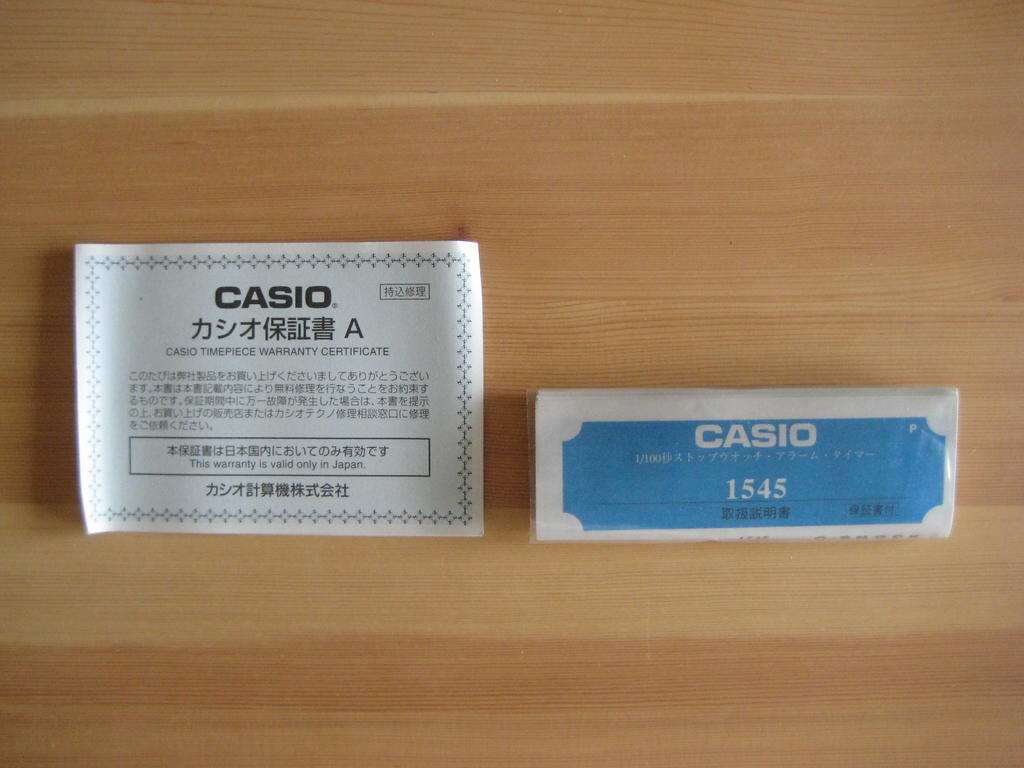 CASIO®
持込修理
カシオ保証書 A
CASIO TIMEPIECE WARRANTY CERTIFICATE
このたびは弊社製品をお買い上げくださいましてありがとうござい
ます。本書は本書記載内容により無料修理を行なうことをお約束す
るものです。保証期間中に万一故障が発生した場合は、本書を提示
の上、お買い上げの販売店またはカシオテクノ修理相談窓口に修理
をご依頼ください。
本保証書は日本国内においてのみ有効です
This warranty is valid only in Japan.
カシオ計算機株式会社
CASIO
P
1/100秒ストップウオッチ・アラーム・タイマー
1545
取扱説明書
保証書付